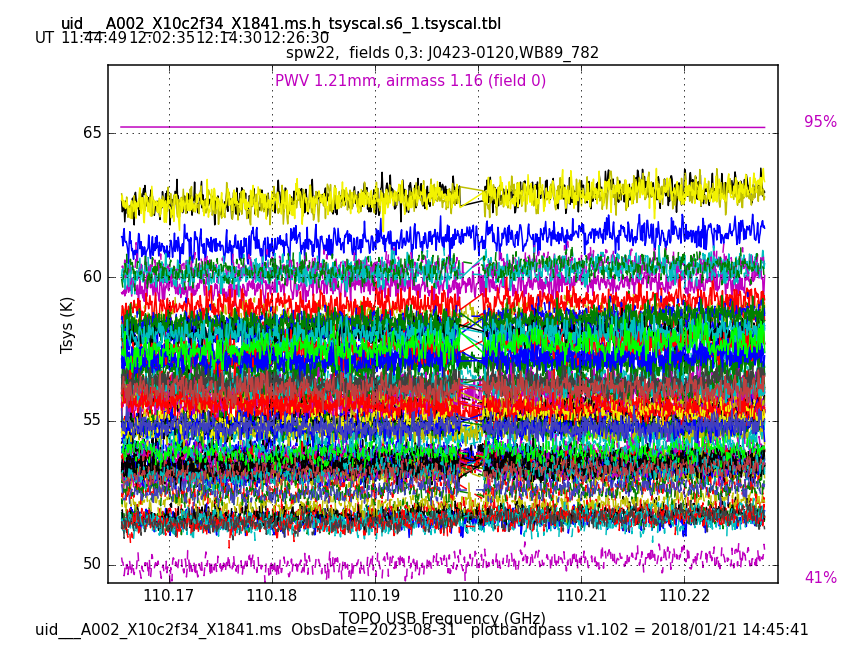 uid___A002_X10c2f34_X1841.ms.h_tsyscal.s6_1.tsyscal.tbl
UT 11:44:49 12:02:35 12:14:30 12:26:30
spw22, fields 0,3: J0423-0120,WB89_782
PWV 1.21mm, airmass 1.16 (field 0)
95%
65
60
Tsys (K)
55
50
41%
110.17 110.18 110.19 110.20 110.21 110.22
TOPO USB Frequency (GHz)
uid___A002_X10c2f34_X1841.ms ObsDate=2023-08-31 plotbandpass v1.102 = 2018/01/21 14:45:41